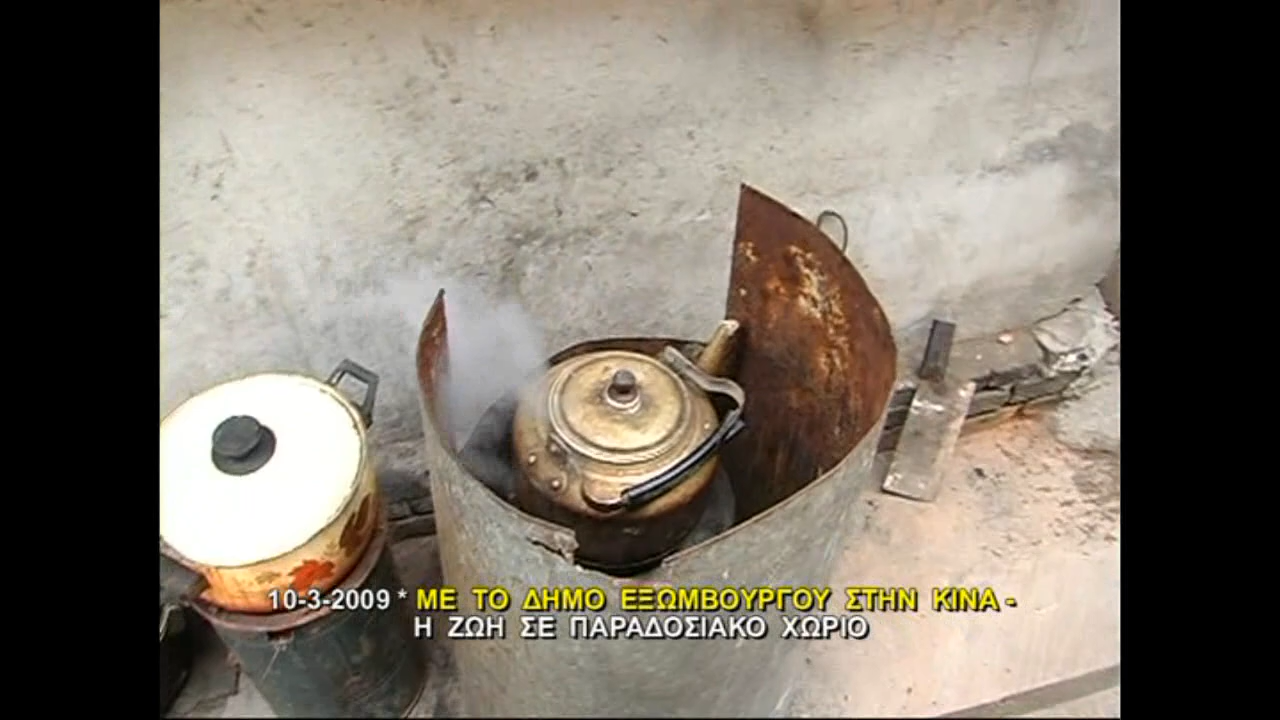 10-3-2009 * ΜΕ ΤΟ ΔΗΜΟ ΕΞΩΜΒΟΥΡΓΟΥ ΣΤΗΝ ΚΙΝΑ -
Η ΖΩΗ ΣΕ ΠΑΡΑΔΟΣΙΑΚΟ ΧΩΡΙΟ